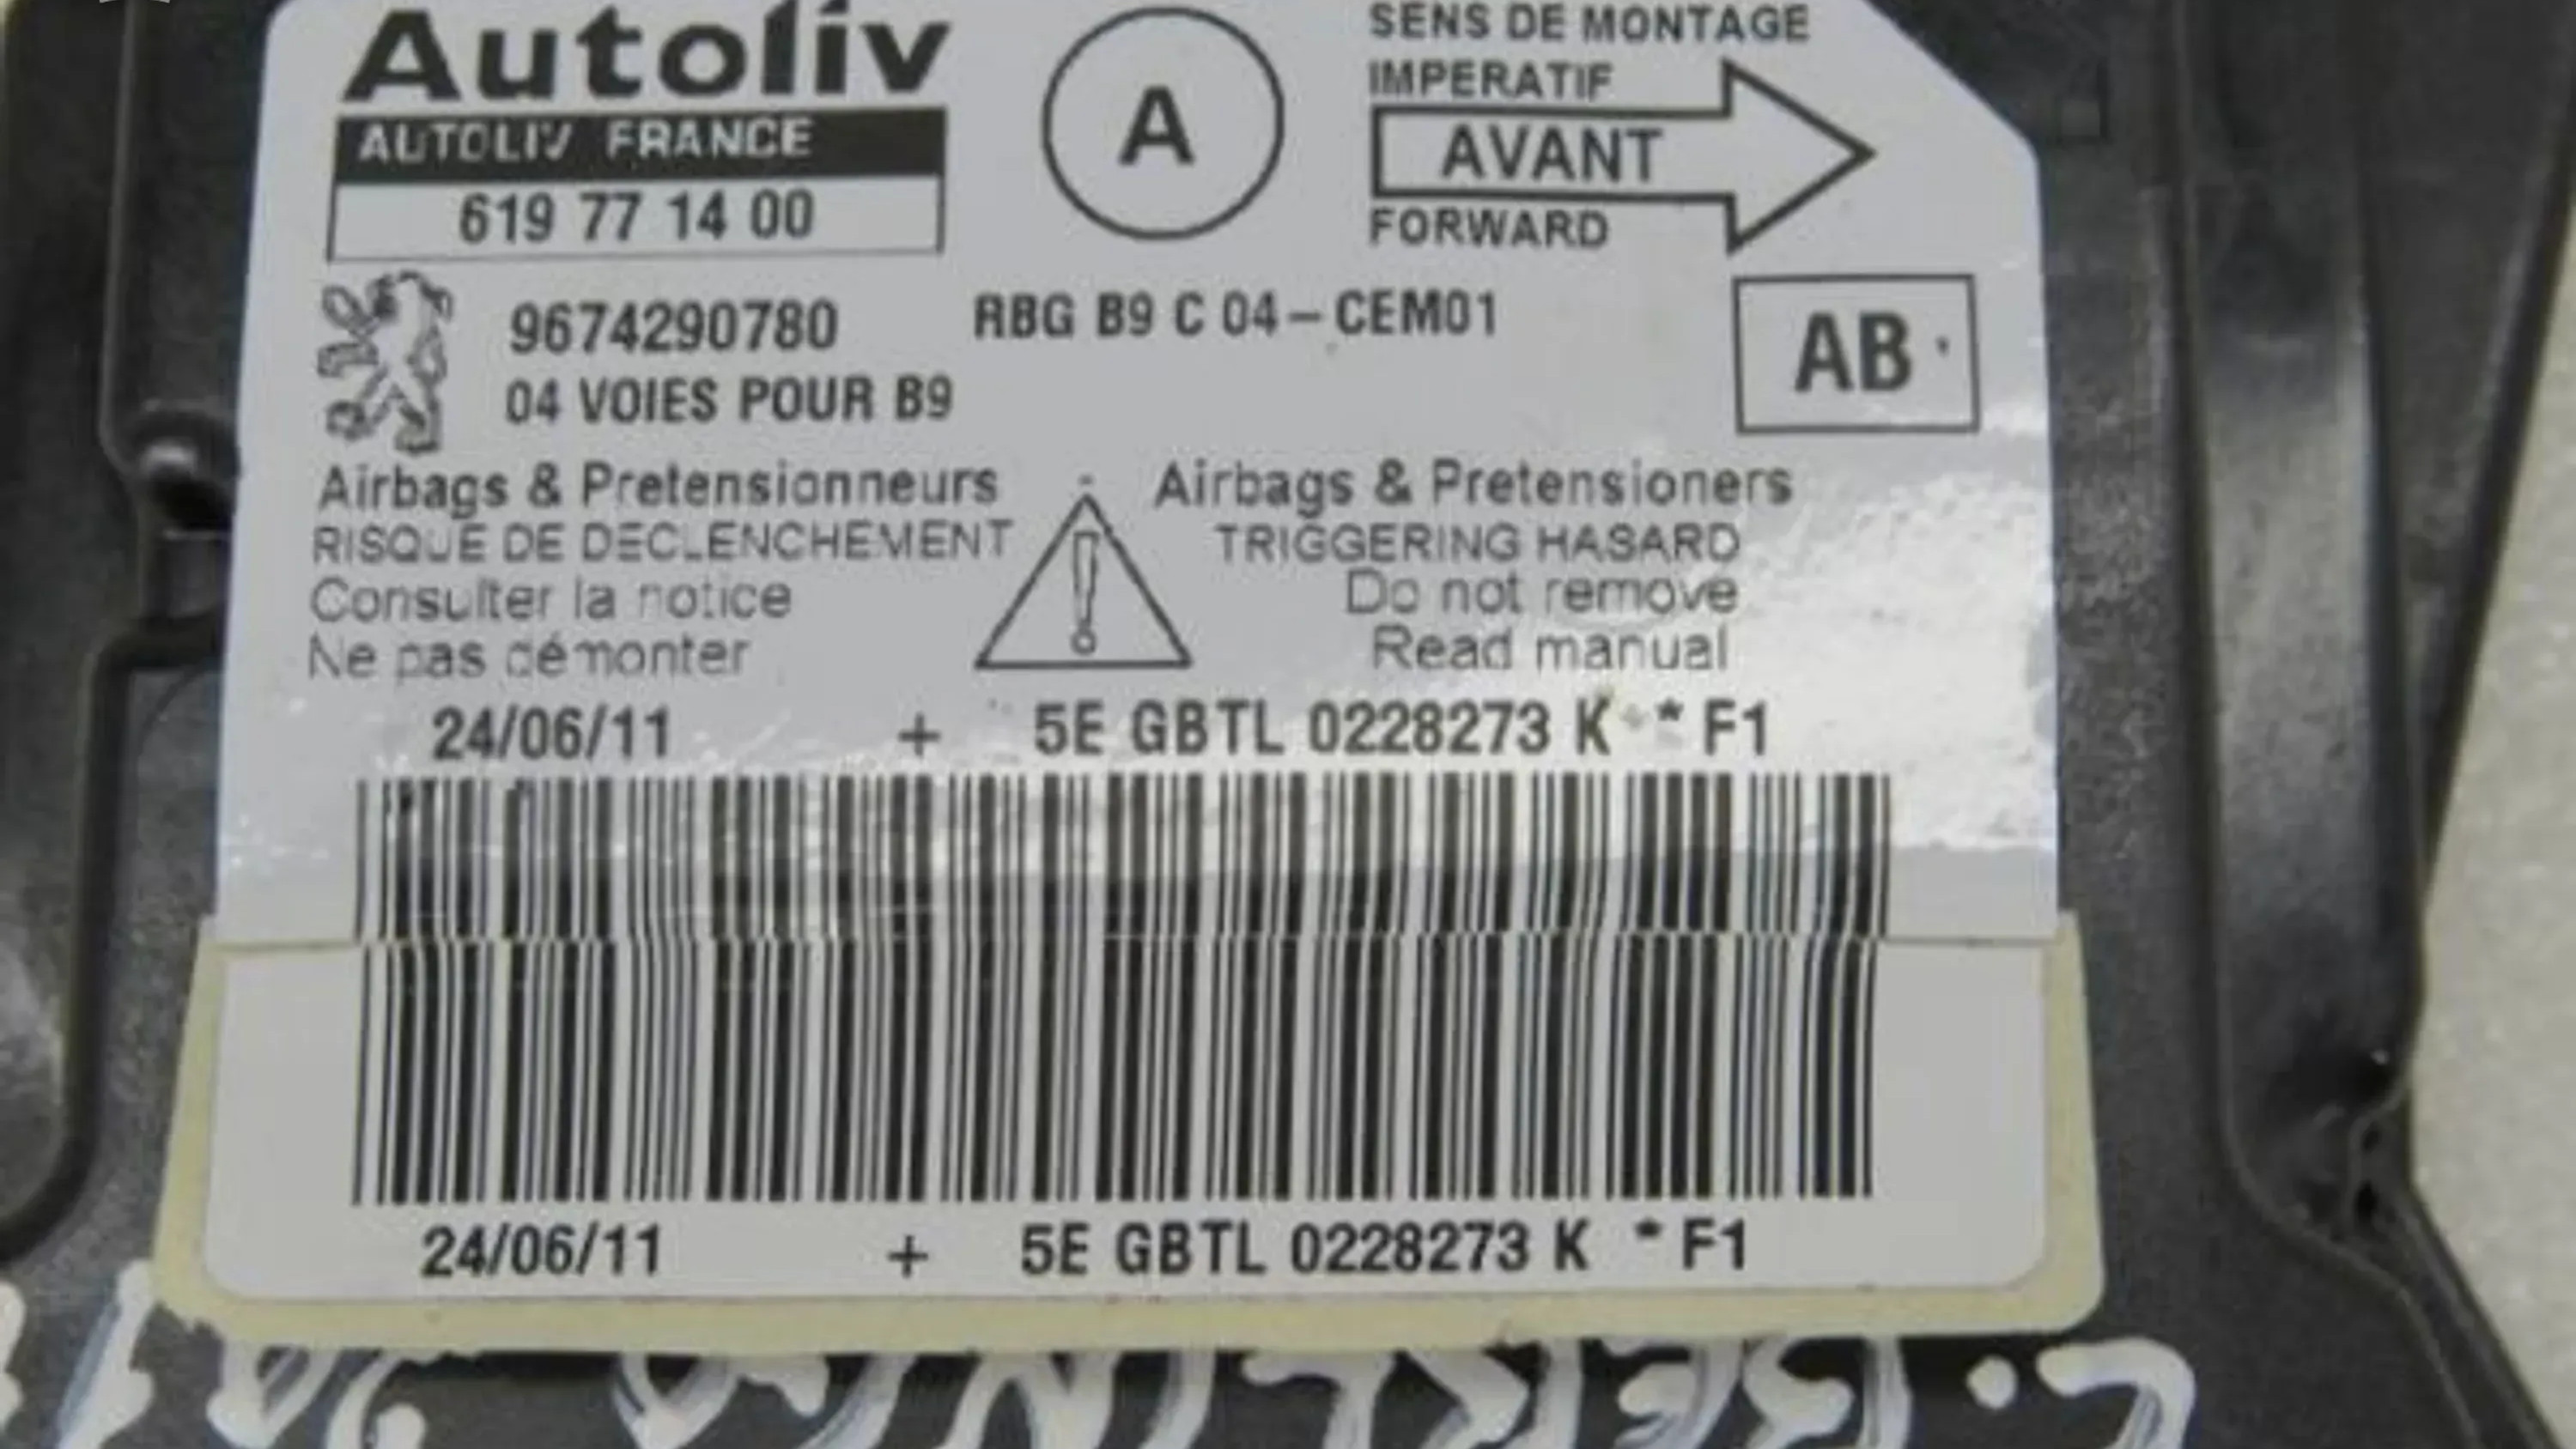 Autoliv
AUTOLIV FRANCE
619 77 14 00
A
SENS DE MONTAGE
IMPERATIF
AVANT
FORWARD
9674290780
RBG B9 C 04-CEM01
04 VOIES POUR B9
AB
Airbags & Pretensionneurs
RISQUE DE DECLENCHEMENT
Consulter la notice
Ne pas démonter
Airbags & Pretensioners
TRIGGERING HASARD
Do not remove
Read manual
24/06/11 + 5E GBTL 0228273 K * F1
24/06/11 + 5E GBTL 0228273 K * F1